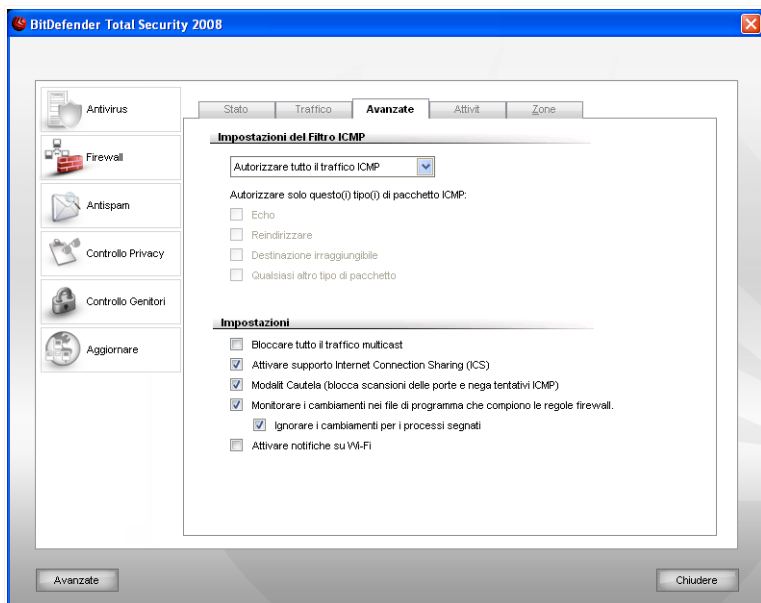 BitDefender Total Security 2008
Antivirus
Firewall
Antispam
Controllo Privacy
Controllo Genitori
Aggiornare
Stato Traffico Avanzate Attivit Zone
Impostazioni del Filtro ICMP
Autorizzare tutto il traffico ICMP
Autorizzare solo questo(i) tipo(i) di pacchetto ICMP:
Echo
Reindirizzare
Destinazione irraggiungibile
Qualsiasi altro tipo di pacchetto
Impostazioni
Bloccare tutto il traffico multicast
Attivare supporto Internet Connection Sharing (ICS)
Modalit Cautela (blocca scansioni delle porte e nega tentativi ICMP)
Monitorare i cambiamenti nei file di programma che compiono le regole firewall.
Ignorare i cambiamenti per i processi segnati
Attivare notifiche su Wi-Fi
Avanzate Chiudere